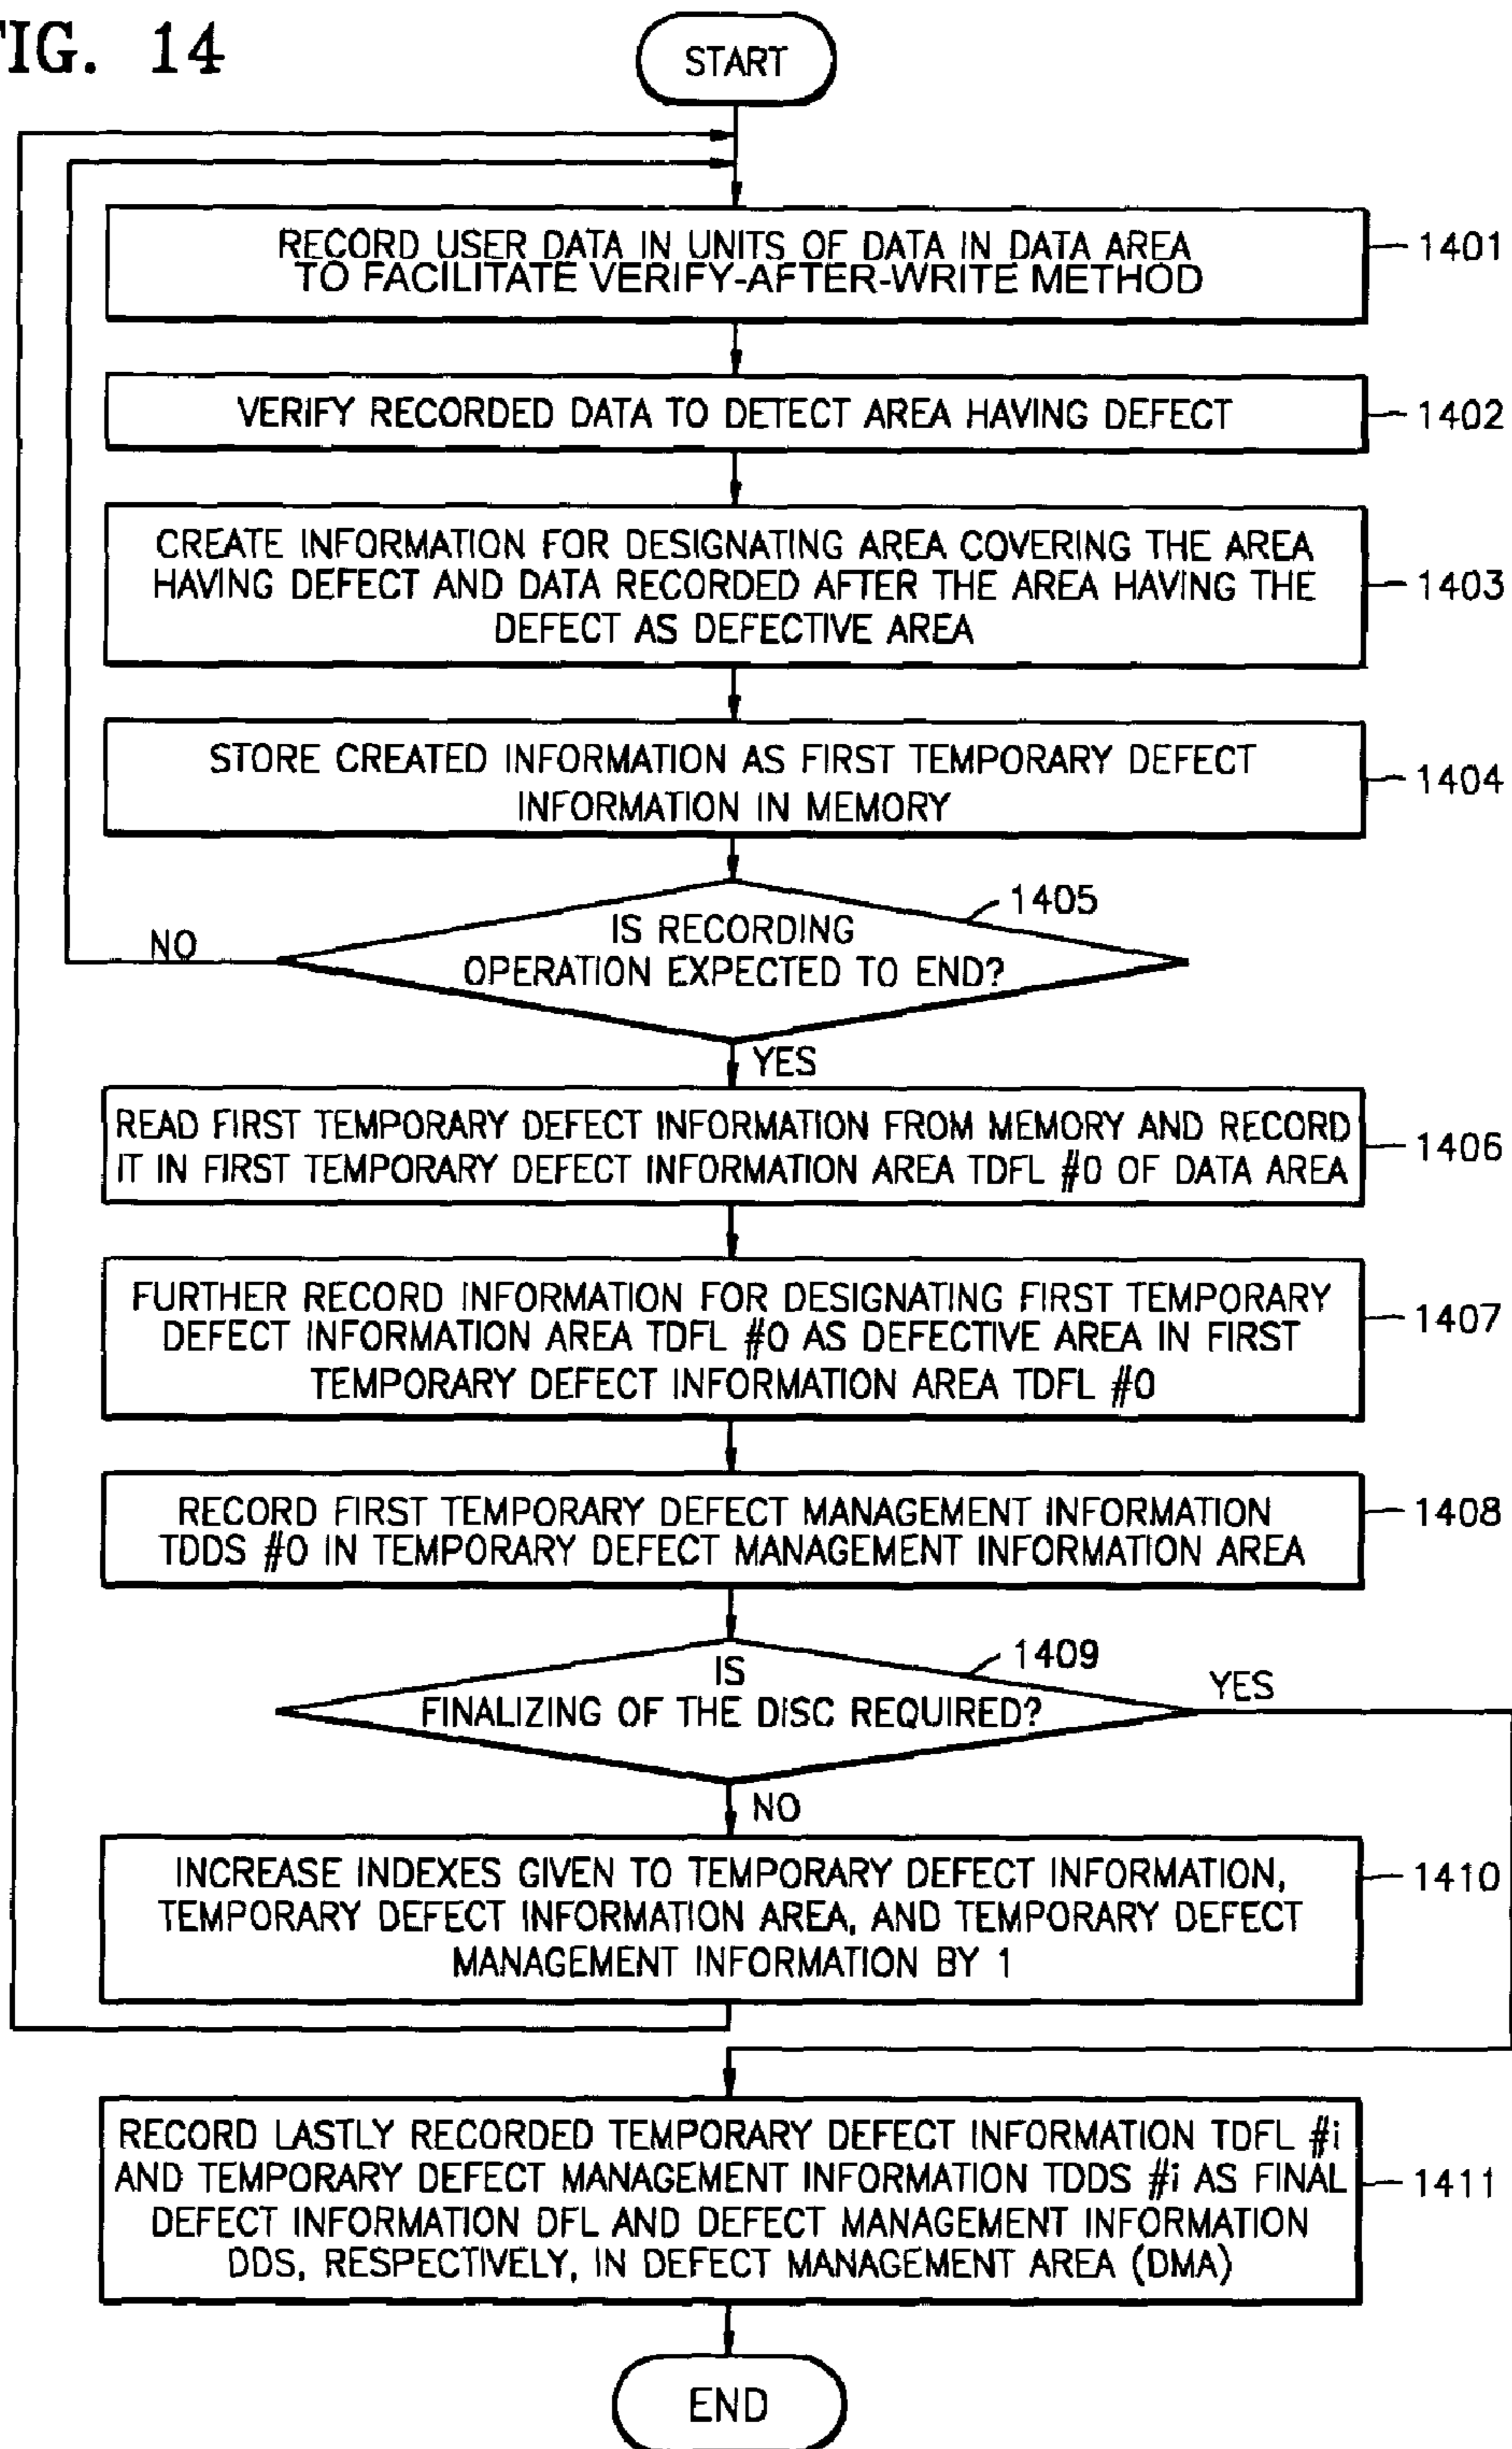 FIG. 14
START
RECORD USER DATA IN UNITS OF DATA IN DATA AREA
TO FACILITATE VERIFY-AFTER-WRITE METHOD
1401
VERIFY RECORDED DATA TO DETECT AREA HAVING DEFECT
1402
CREATE INFORMATION FOR DESIGNATING AREA COVERING THE AREA
HAVING DEFECT AND DATA RECORDED AFTER THE AREA HAVING THE
DEFECT AS DEFECTIVE AREA
1403
STORE CREATED INFORMATION AS FIRST TEMPORARY DEFECT
INFORMATION IN MEMORY
1404
1405
IS RECORDING
OPERATION EXPECTED TO END?
NO
YES
READ FIRST TEMPORARY DEFECT INFORMATION FROM MEMORY AND RECORD
IT IN FIRST TEMPORARY DEFECT INFORMATION AREA TDFL #0 OF DATA AREA
1406
FURTHER RECORD INFORMATION FOR DESIGNATING FIRST TEMPORARY
DEFECT INFORMATION AREA TDFL #0 AS DEFECTIVE AREA IN FIRST
TEMPORARY DEFECT INFORMATION AREA TDFL #0
1407
RECORD FIRST TEMPORARY DEFECT MANAGEMENT INFORMATION
TDDS #0 IN TEMPORARY DEFECT MANAGEMENT INFORMATION AREA
1408
1409
IS
FINALIZING OF THE DISC REQUIRED?
YES
NO
INCREASE INDEXES GIVEN TO TEMPORARY DEFECT INFORMATION,
TEMPORARY DEFECT INFORMATION AREA, AND TEMPORARY DEFECT
MANAGEMENT INFORMATION BY 1
1410
RECORD LASTLY RECORDED TEMPORARY DEFECT INFORMATION TDFL #i
AND TEMPORARY DEFECT MANAGEMENT INFORMATION TDDS #i AS FINAL
DEFECT INFORMATION DFL AND DEFECT MANAGEMENT INFORMATION
DDS, RESPECTIVELY, IN DEFECT MANAGEMENT AREA (DMA)
1411
END